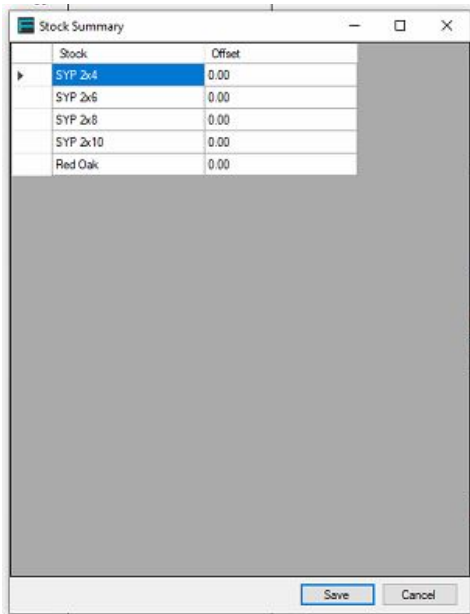 Stock Summary
Stock Offset
SYP 2x4 0.00
SYP 2x6 0.00
SYP 2x8 0.00
SYP 2x10 0.00
Red Oak 0.00
Save Cancel